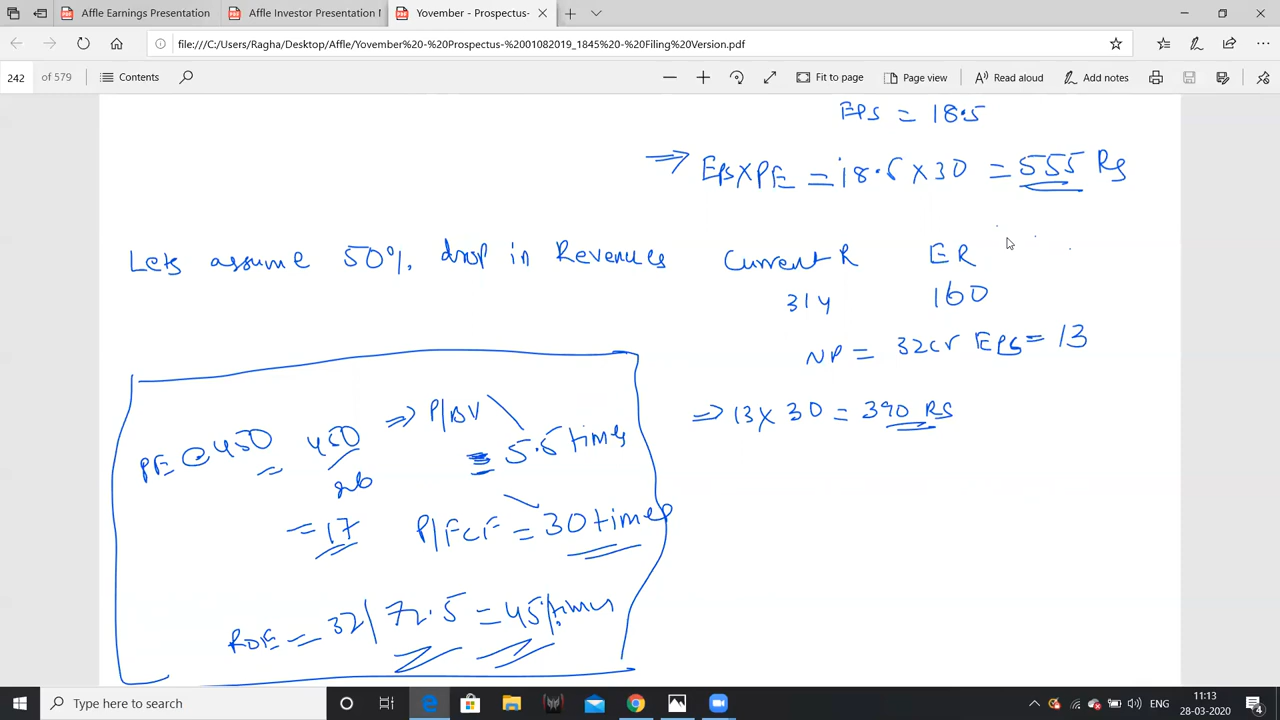 Affle Earnings Presentation
Affle Investor Presentation N
Yovember - Prospectus-
file:///C:/Users/Ragha/Desktop/Affle/Yovember%20-%20Prospectus-%2001082019_1845%20-%20Filing%20Version.pdf
242 of 579 Contents Fit to page Page view Read aloud Add notes
EPS = 18.5
⇒ EPS X PE = 18.5 X 30 = 555 Rs
Lets assume 50% drop in Revenues Current R ER
314 160
NP = 32cr EPS = 13
⇒ 13 X 30 = 390 RS
⇒ P/BV
PE @ 450 450 = 5.5 times
26
= 17 P/FCF = 30 times
ROE = 32/72.5 = 45% times
Type here to search
11:13
28-03-2020